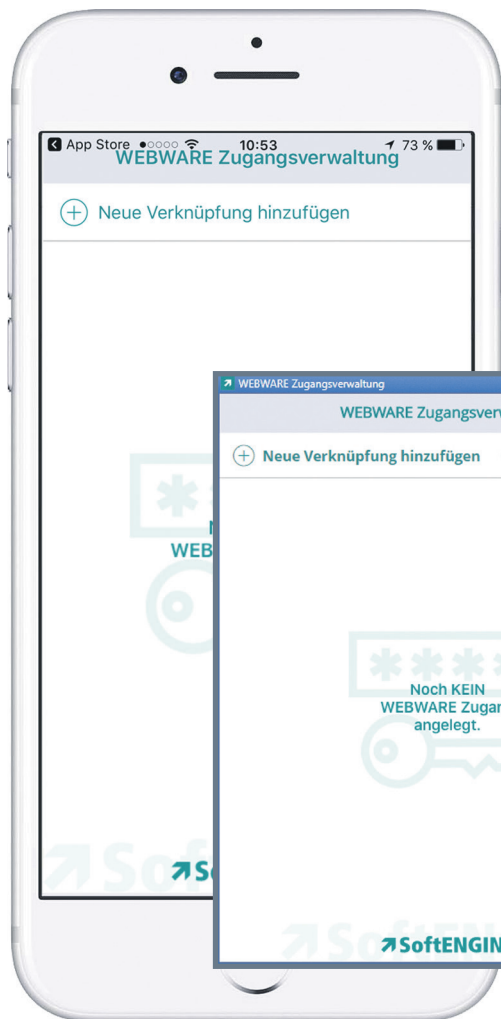 App Store 10:53 73 %
WEBWARE Zugangsverwaltung
Neue Verknüpfung hinzufügen
WEB
WEBWARE Zugangsverwaltung
WEBWARE Zugangsverw
Neue Verknüpfung hinzufügen
****
Noch KEIN
WEBWARE Zugan
angelegt.
SoftENGIN